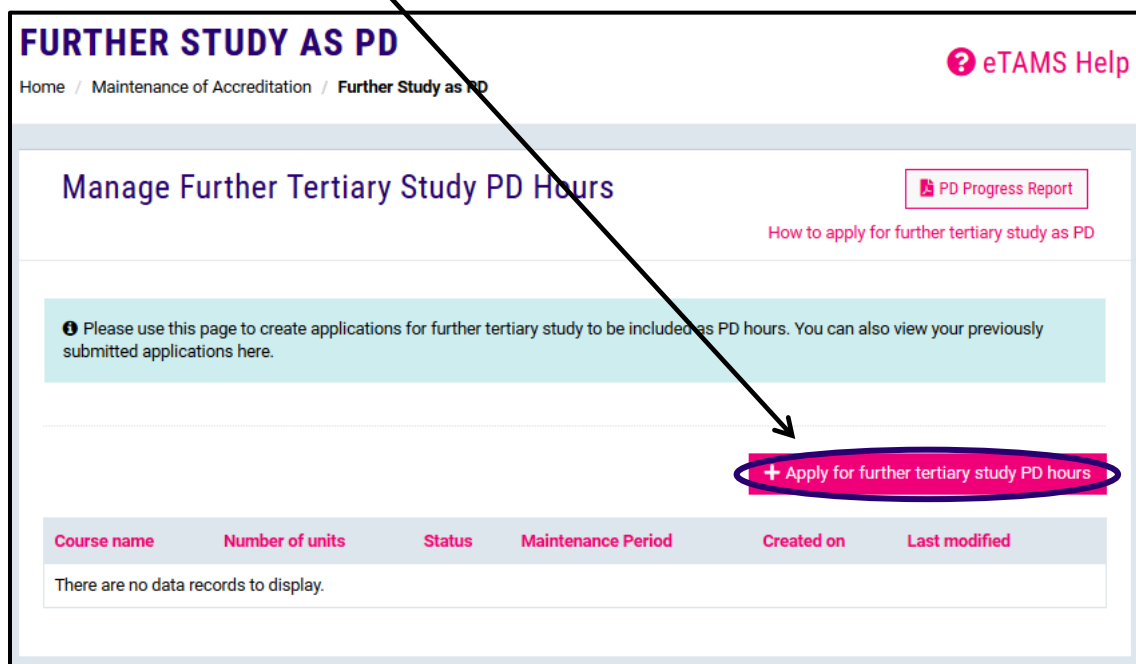 FURTHER STUDY AS PD
eTAMS Help
Home / Maintenance of Accreditation / Further Study as PD
Manage Further Tertiary Study PD Hours
PD Progress Report
How to apply for further tertiary study as PD
Please use this page to create applications for further tertiary study to be included as PD hours. You can also view your previously
submitted applications here.
+ Apply for further tertiary study PD hours
Course name Number of units Status Maintenance Period Created on Last modified
There are no data records to display.